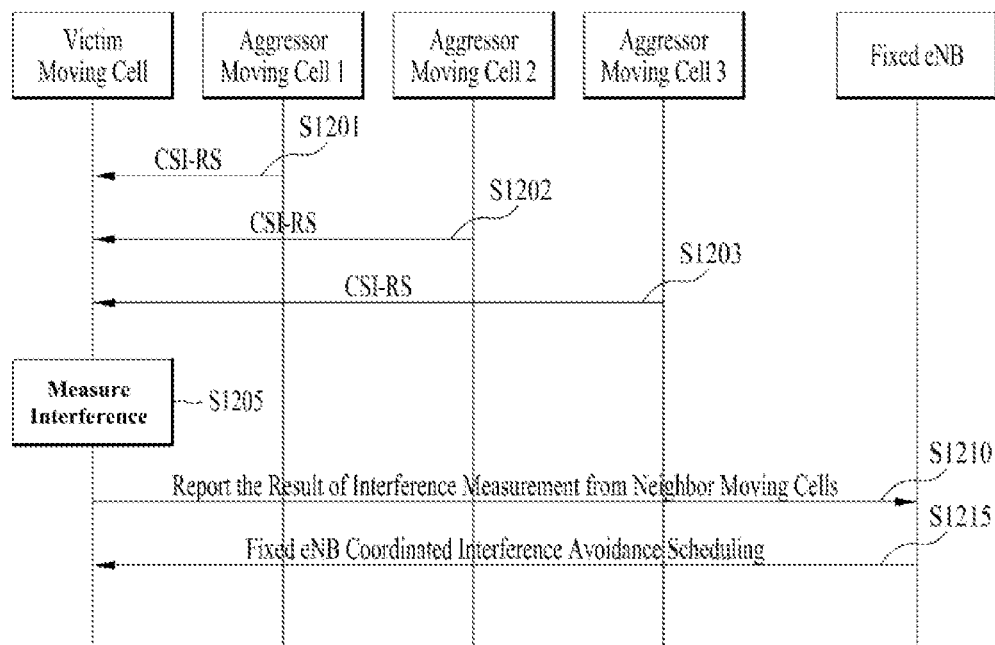 Victim
Moving Cell
Aggressor
Moving Cell 1
Aggressor
Moving Cell 2
Aggressor
Moving Cell 3
Fixed eNB
S1201
CSI-RS
S1202
CSI-RS
S1203
CSI-RS
Measure
Interference
S1205
S1210
Report the Result of Interference Measurement from Neighbor Moving Cells
S1215
Fixed eNB Coordinated Interference Avoidance Scheduling